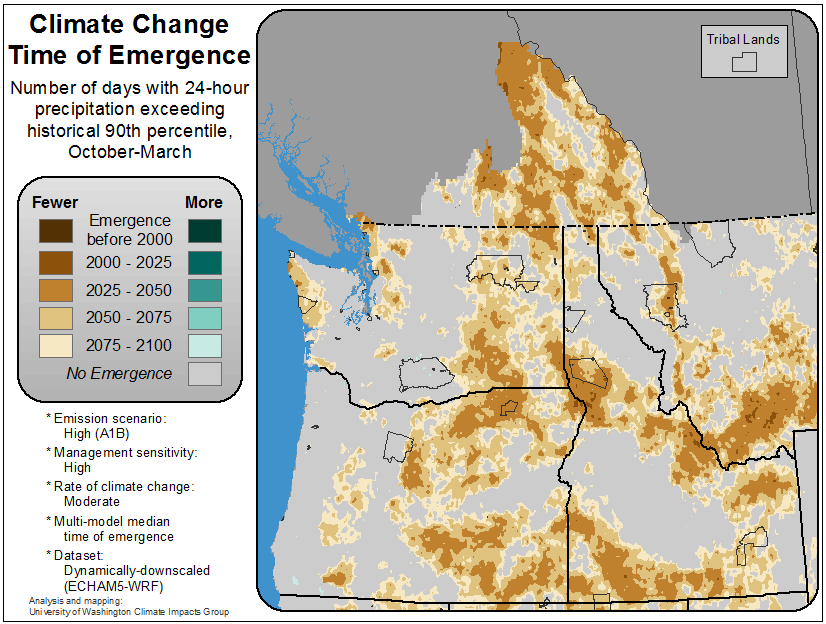 Climate Change
Time of Emergence
Number of days with 24-hour
precipitation exceeding
historical 90th percentile,
October-March
Fewer More
Emergence
before 2000
2000 - 2025
2025 - 2050
2050 - 2075
2075 - 2100
No Emergence
* Emission scenario:
High (A1B)
* Management sensitivity:
High
* Rate of climate change:
Moderate
* Multi-model median
time of emergence
* Dataset:
Dynamically-downscaled
(ECHAM5-WRF)
Analysis and mapping:
University of Washington Climate Impacts Group
Tribal Lands